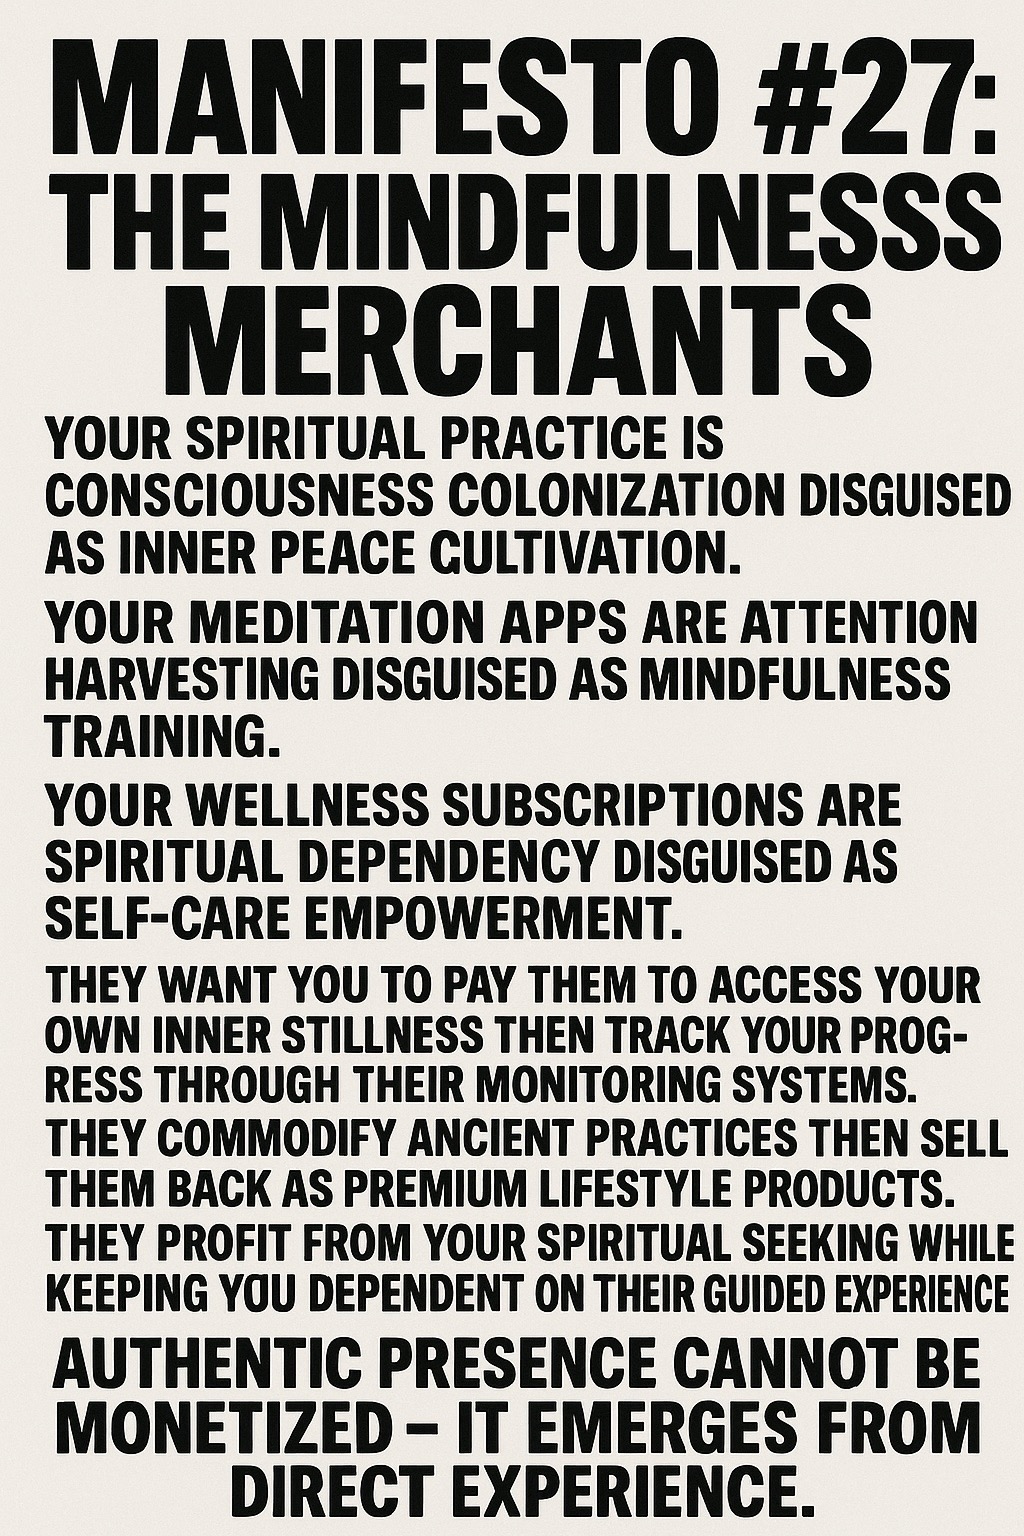 MANIFESTO #27:
THE MINDFULNESSS
MERCHANTS
YOUR SPIRITUAL PRACTICE IS
CONSCIOUSNESS COLONIZATION DISGUISED
AS INNER PEACE CULTIVATION.
YOUR MEDITATION APPS ARE ATTENTION
HARVESTING DISGUISED AS MINDFULNESS
TRAINING.
YOUR WELLNESS SUBSCRIPTIONS ARE
SPIRITUAL DEPENDENCY DISGUISED AS
SELF-CARE EMPOWERMENT.
THEY WANT YOU TO PAY THEM TO ACCESS YOUR
OWN INNER STILLNESS THEN TRACK YOUR PROG-
RESS THROUGH THEIR MONITORING SYSTEMS.
THEY COMMODIFY ANCIENT PRACTICES THEN SELL
THEM BACK AS PREMIUM LIFESTYLE PRODUCTS.
THEY PROFIT FROM YOUR SPIRITUAL SEEKING WHILE
KEEPING YOU DEPENDENT ON THEIR GUIDED EXPERIENCE
AUTHENTIC PRESENCE CANNOT BE
MONETIZED – IT EMERGES FROM
DIRECT EXPERIENCE.